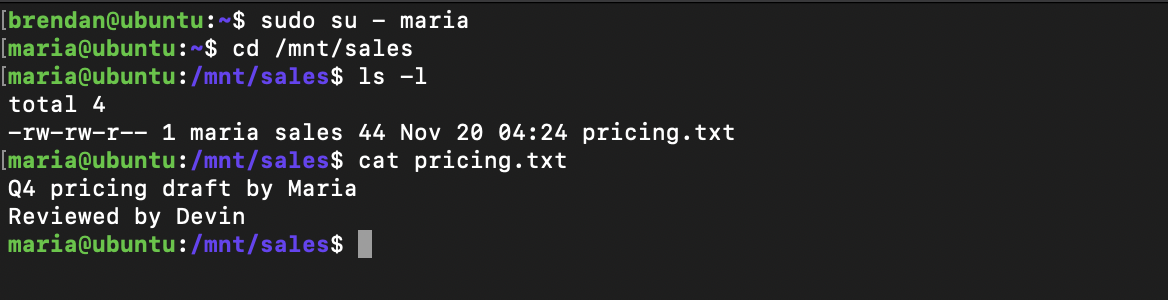 [brendan@ubuntu:~$ sudo su - maria
[maria@ubuntu:~$ cd /mnt/sales
[maria@ubuntu:/mnt/sales$ ls -l
total 4
-rw-rw-r-- 1 maria sales 44 Nov 20 04:24 pricing.txt
[maria@ubuntu:/mnt/sales$ cat pricing.txt
Q4 pricing draft by Maria
Reviewed by Devin
maria@ubuntu:/mnt/sales$